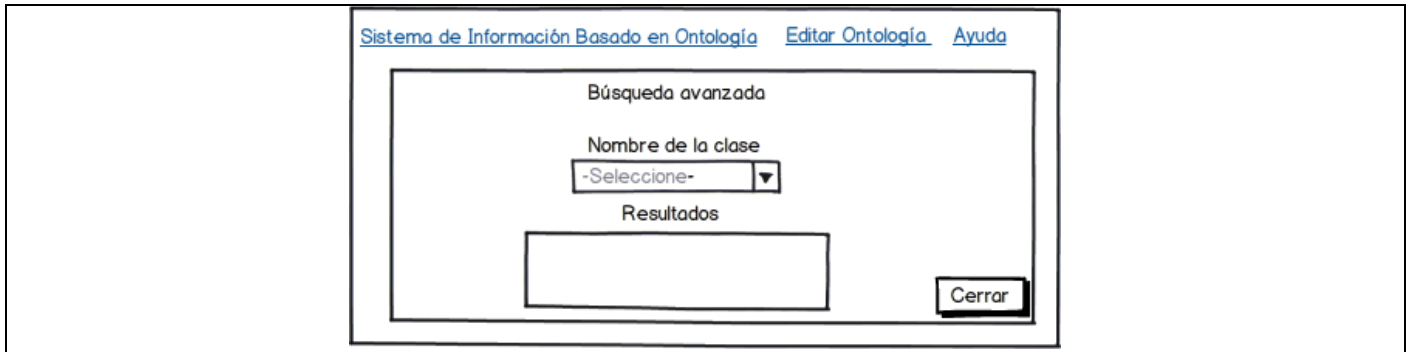 Sistema de Información Basado en Ontología Editar Ontología Ayuda
Búsqueda avanzada
Nombre de la clase
-Seleccione-
Resultados
Cerrar